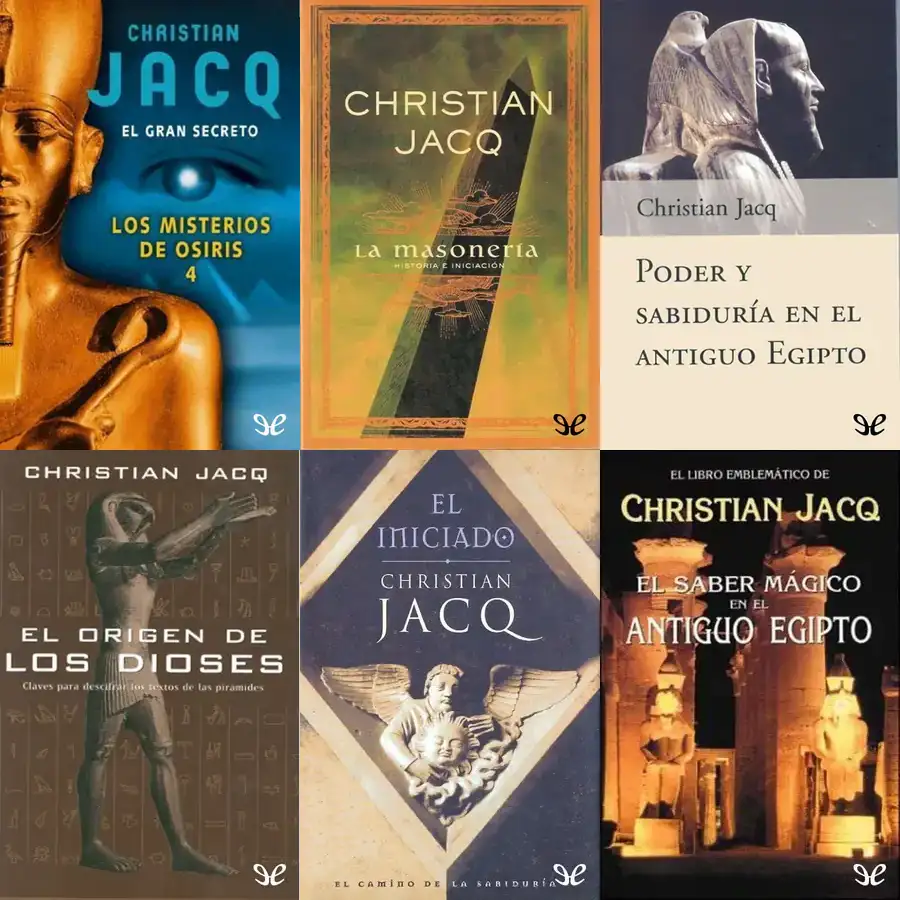 CHRISTIAN
JACQ
EL GRAN SECRETO
LOS MISTERIOS
DE OSIRIS
4
CHRISTIAN
JACQ
LA MASONERÍA
HISTORIA E INICIACIÓN
Christian Jacq
PODER Y
SABIDURÍA EN EL
ANTIGUO EGIPTO
CHRISTIAN JACQ
EL ORIGEN DE
LOS DIOSES
Claves para descifrar los textos de las pirámides
EL
INICIADO
CHRISTIAN
JACQ
EL CAMINO DE LA SABIDURÍA
EL LIBRO EMBLEMÁTICO DE
CHRISTIAN JACQ
EL SABER MÁGICO
EN EL
ANTIGUO EGIPTO